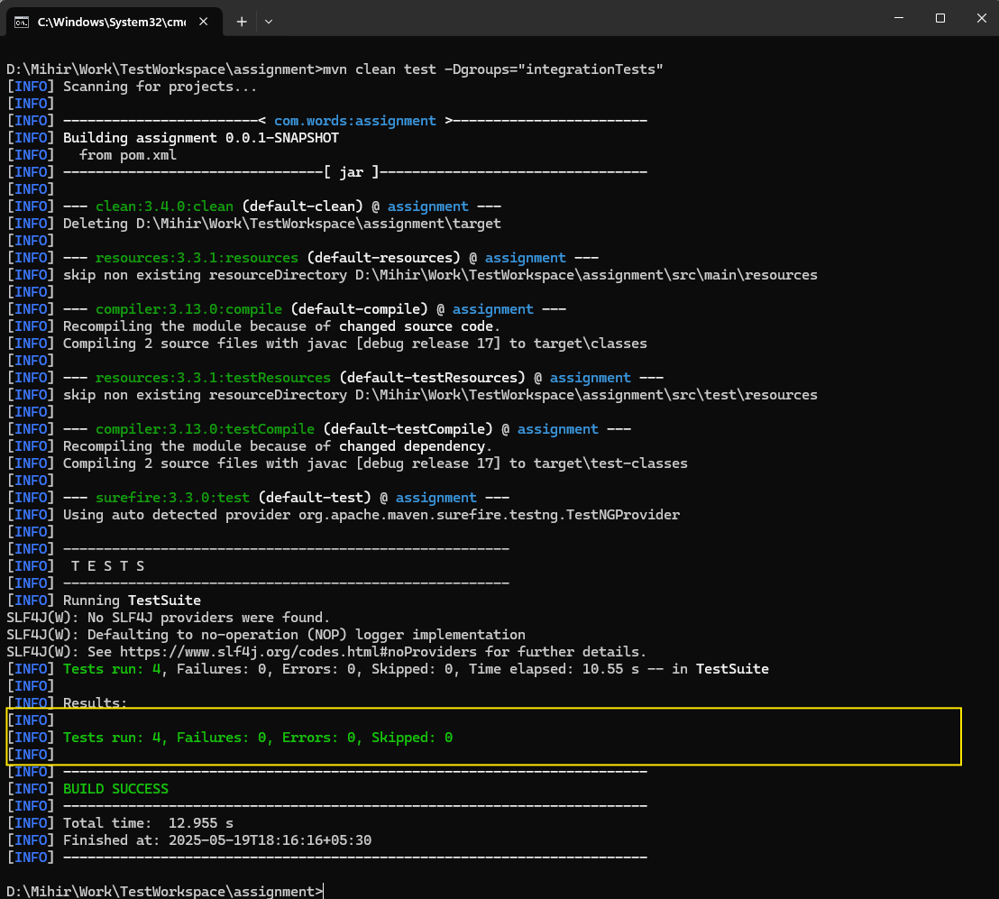 C:\Windows\System32\cmd
D:\Mihir\Work\TestWorkspace\assignment>mvn clean test -Dgroups="integrationTests"
[INFO] Scanning for projects...
[INFO]
[INFO] ------------------------< com.words:assignment >------------------------
[INFO] Building assignment 0.0.1-SNAPSHOT
[INFO]   from pom.xml
[INFO] --------------------------------[ jar ]---------------------------------
[INFO]
[INFO] --- clean:3.4.0:clean (default-clean) @ assignment ---
[INFO] Deleting D:\Mihir\Work\TestWorkspace\assignment\target
[INFO]
[INFO] --- resources:3.3.1:resources (default-resources) @ assignment ---
[INFO] skip non existing resourceDirectory D:\Mihir\Work\TestWorkspace\assignment\src\main\resources
[INFO]
[INFO] --- compiler:3.13.0:compile (default-compile) @ assignment ---
[INFO] Recompiling the module because of changed source code.
[INFO] Compiling 2 source files with javac [debug release 17] to target\classes
[INFO]
[INFO] --- resources:3.3.1:testResources (default-testResources) @ assignment ---
[INFO] skip non existing resourceDirectory D:\Mihir\Work\TestWorkspace\assignment\src\test\resources
[INFO]
[INFO] --- compiler:3.13.0:testCompile (default-testCompile) @ assignment ---
[INFO] Recompiling the module because of changed dependency.
[INFO] Compiling 2 source files with javac [debug release 17] to target\test-classes
[INFO]
[INFO] --- surefire:3.3.0:test (default-test) @ assignment ---
[INFO] Using auto detected provider org.apache.maven.surefire.testng.TestNGProvider
[INFO]
[INFO] -------------------------------------------------------
[INFO]  T E S T S
[INFO] -------------------------------------------------------
[INFO] Running TestSuite
SLF4J(W): No SLF4J providers were found.
SLF4J(W): Defaulting to no-operation (NOP) logger implementation
SLF4J(W): See https://www.slf4j.org/codes.html#noProviders for further details.
[INFO] Tests run: 4, Failures: 0, Errors: 0, Skipped: 0, Time elapsed: 10.55 s -- in TestSuite
[INFO]
[INFO] Results:
[INFO]
[INFO] Tests run: 4, Failures: 0, Errors: 0, Skipped: 0
[INFO]
[INFO] ------------------------------------------------------------------------
[INFO] BUILD SUCCESS
[INFO] ------------------------------------------------------------------------
[INFO] Total time:  12.955 s
[INFO] Finished at: 2025-05-19T18:16:16+05:30
[INFO] ------------------------------------------------------------------------
D:\Mihir\Work\TestWorkspace\assignment>